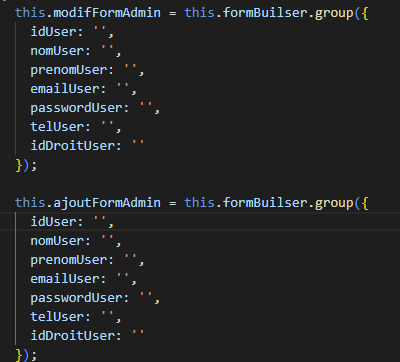 this.modifFormAdmin = this.formBuilser.group({
idUser: '',
nomUser: '',
prenomUser: '',
emailUser: '',
passwordUser: '',
telUser: '',
idDroitUser: ''
});
this.ajoutFormAdmin = this.formBuilser.group({
idUser: '',
nomUser: '',
prenomUser: '',
emailUser: '',
passwordUser: '',
telUser: '',
idDroitUser: ''
});